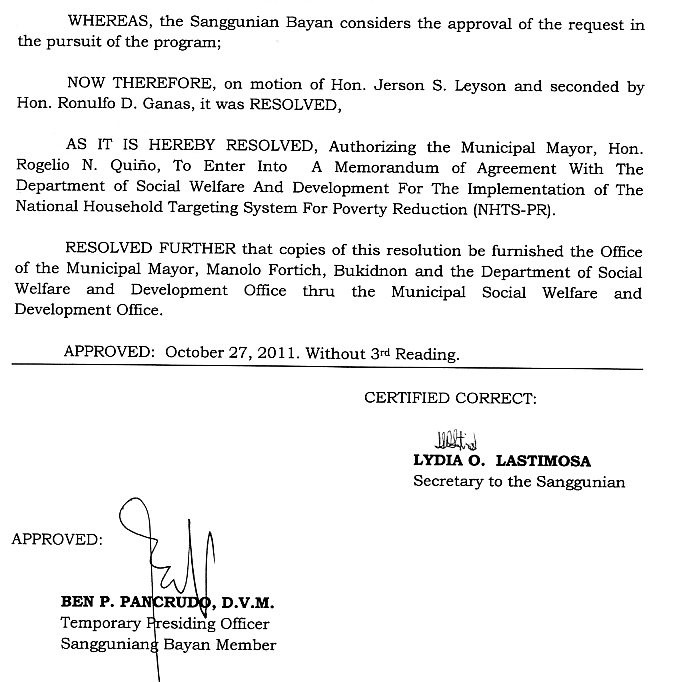 WHEREAS, the Sanggunian Bayan considers the approval of the request in
the pursuit of the program;
NOW THEREFORE, on motion of Hon. Jerson S. Leyson and seconded by
Hon. Ronulfo D. Ganas, it was RESOLVED,
AS IT IS HEREBY RESOLVED, Authorizing the Municipal Mayor, Hon.
Rogelio N. Quiño, To Enter Into A Memorandum of Agreement With The
Department of Social Welfare And Development For The Implementation of The
National Household Targeting System For Poverty Reduction (NHTS-PR).
RESOLVED FURTHER that copies of this resolution be furnished the Office
of the Municipal Mayor, Manolo Fortich, Bukidnon and the Department of Social
Welfare and Development Office thru the Municipal Social Welfare and
Development Office.
APPROVED: October 27, 2011. Without 3rd Reading.
CERTIFIED CORRECT:
LYDIA O. LASTIMOSA
Secretary to the Sanggunian
APPROVED:
BEN P. PANCRUDO, D.V.M.
Temporary Presiding Officer
Sangguniang Bayan Member